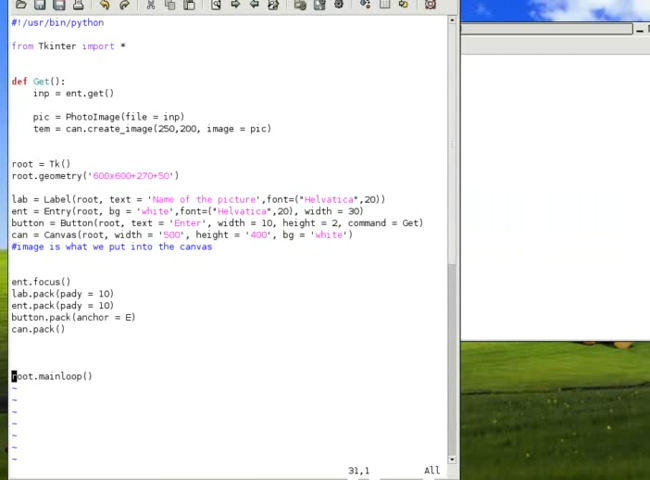 #!/usr/bin/python
from Tkinter import *
def Get():
inp = ent.get()
pic = PhotoImage(file = inp)
tem = can.create_image(250,200, image = pic)
root = Tk()
root.geometry('600x600+270+50')
lab = Label(root, text = 'Name of the picture',font=("Helvetica",20))
ent = Entry(root, bg = 'white',font=("Helvetica",20), width = 30)
button = Button(root, text = 'Enter', width = 10, height = 2, command = Get)
can = Canvas(root, width = '500', height = '400', bg = 'white')
#image is what we put into the canvas
ent.focus()
lab.pack(pady = 10)
ent.pack(pady = 10)
button.pack(anchor = E)
can.pack()
root.mainloop()
~
~
~
~
~
~
~
31,1 All